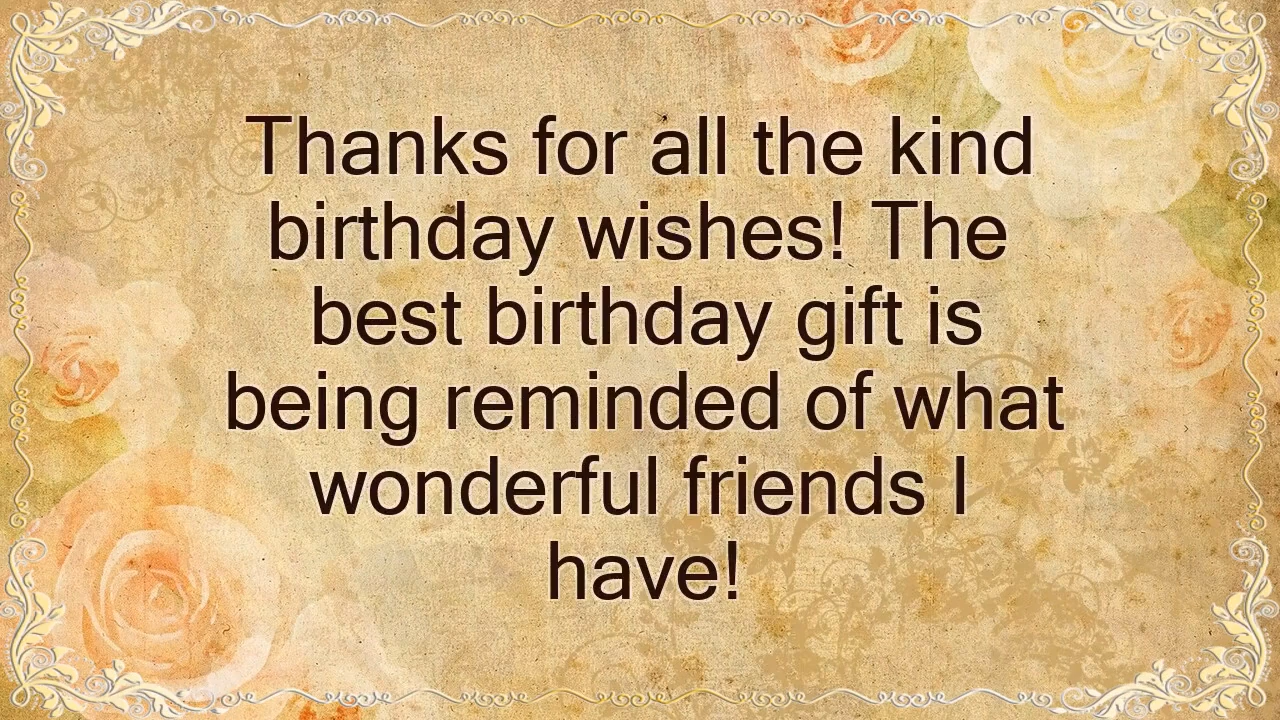 Thanks for all the kind
birthday wishes! The
best birthday gift is
being reminded of what
wonderful friends I
have!